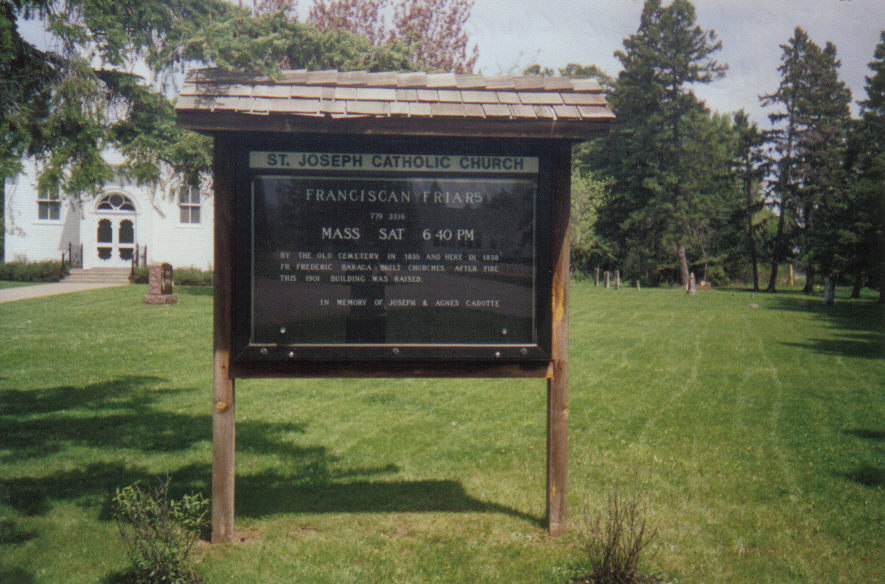 ST. JOSEPH CATHOLIC CHURCH
FRANCISCAN FRIARS
779 3316
MASS SAT 6 40 PM
BY THE OLD CEMETERY IN 1835 AND HERE IN 1838
FR. FREDERIC BARAGA BUILT CHURCHES AFTER FIRE
THIS 1901 BUILDING WAS RAISED.
IN MEMORY OF JOSEPH & AGNES CADOTTE